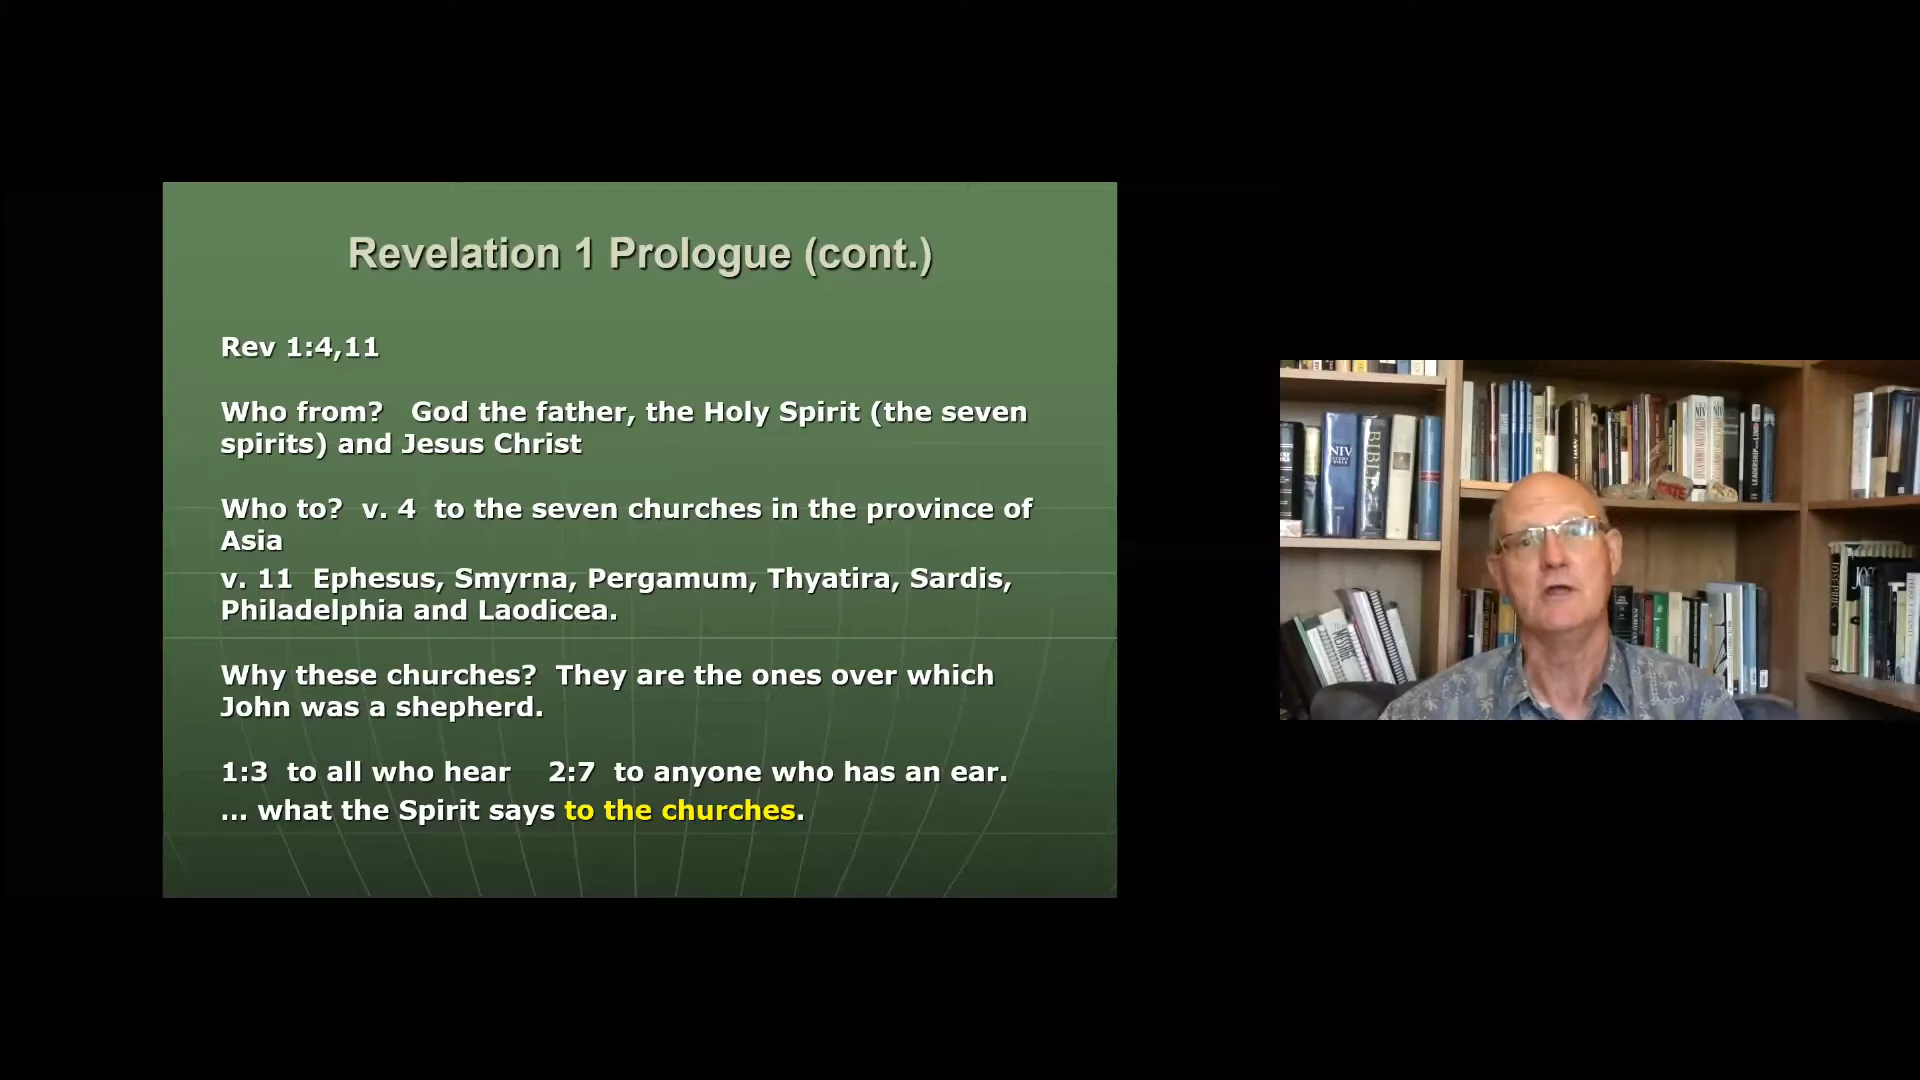 Revelation 1 Prologue (cont.)
Rev 1:4,11
Who from?   God the father, the Holy Spirit (the seven
spirits) and Jesus Christ
Who to?  v. 4  to the seven churches in the province of
Asia
v. 11  Ephesus, Smyrna, Pergamum, Thyatira, Sardis,
Philadelphia and Laodicea.
Why these churches?  They are the ones over which
John was a shepherd.
1:3  to all who hear    2:7  to anyone who has an ear.
… what the Spirit says to the churches.
NIV
BIBLE
MESSAGE
NIV
JOSEPHUS